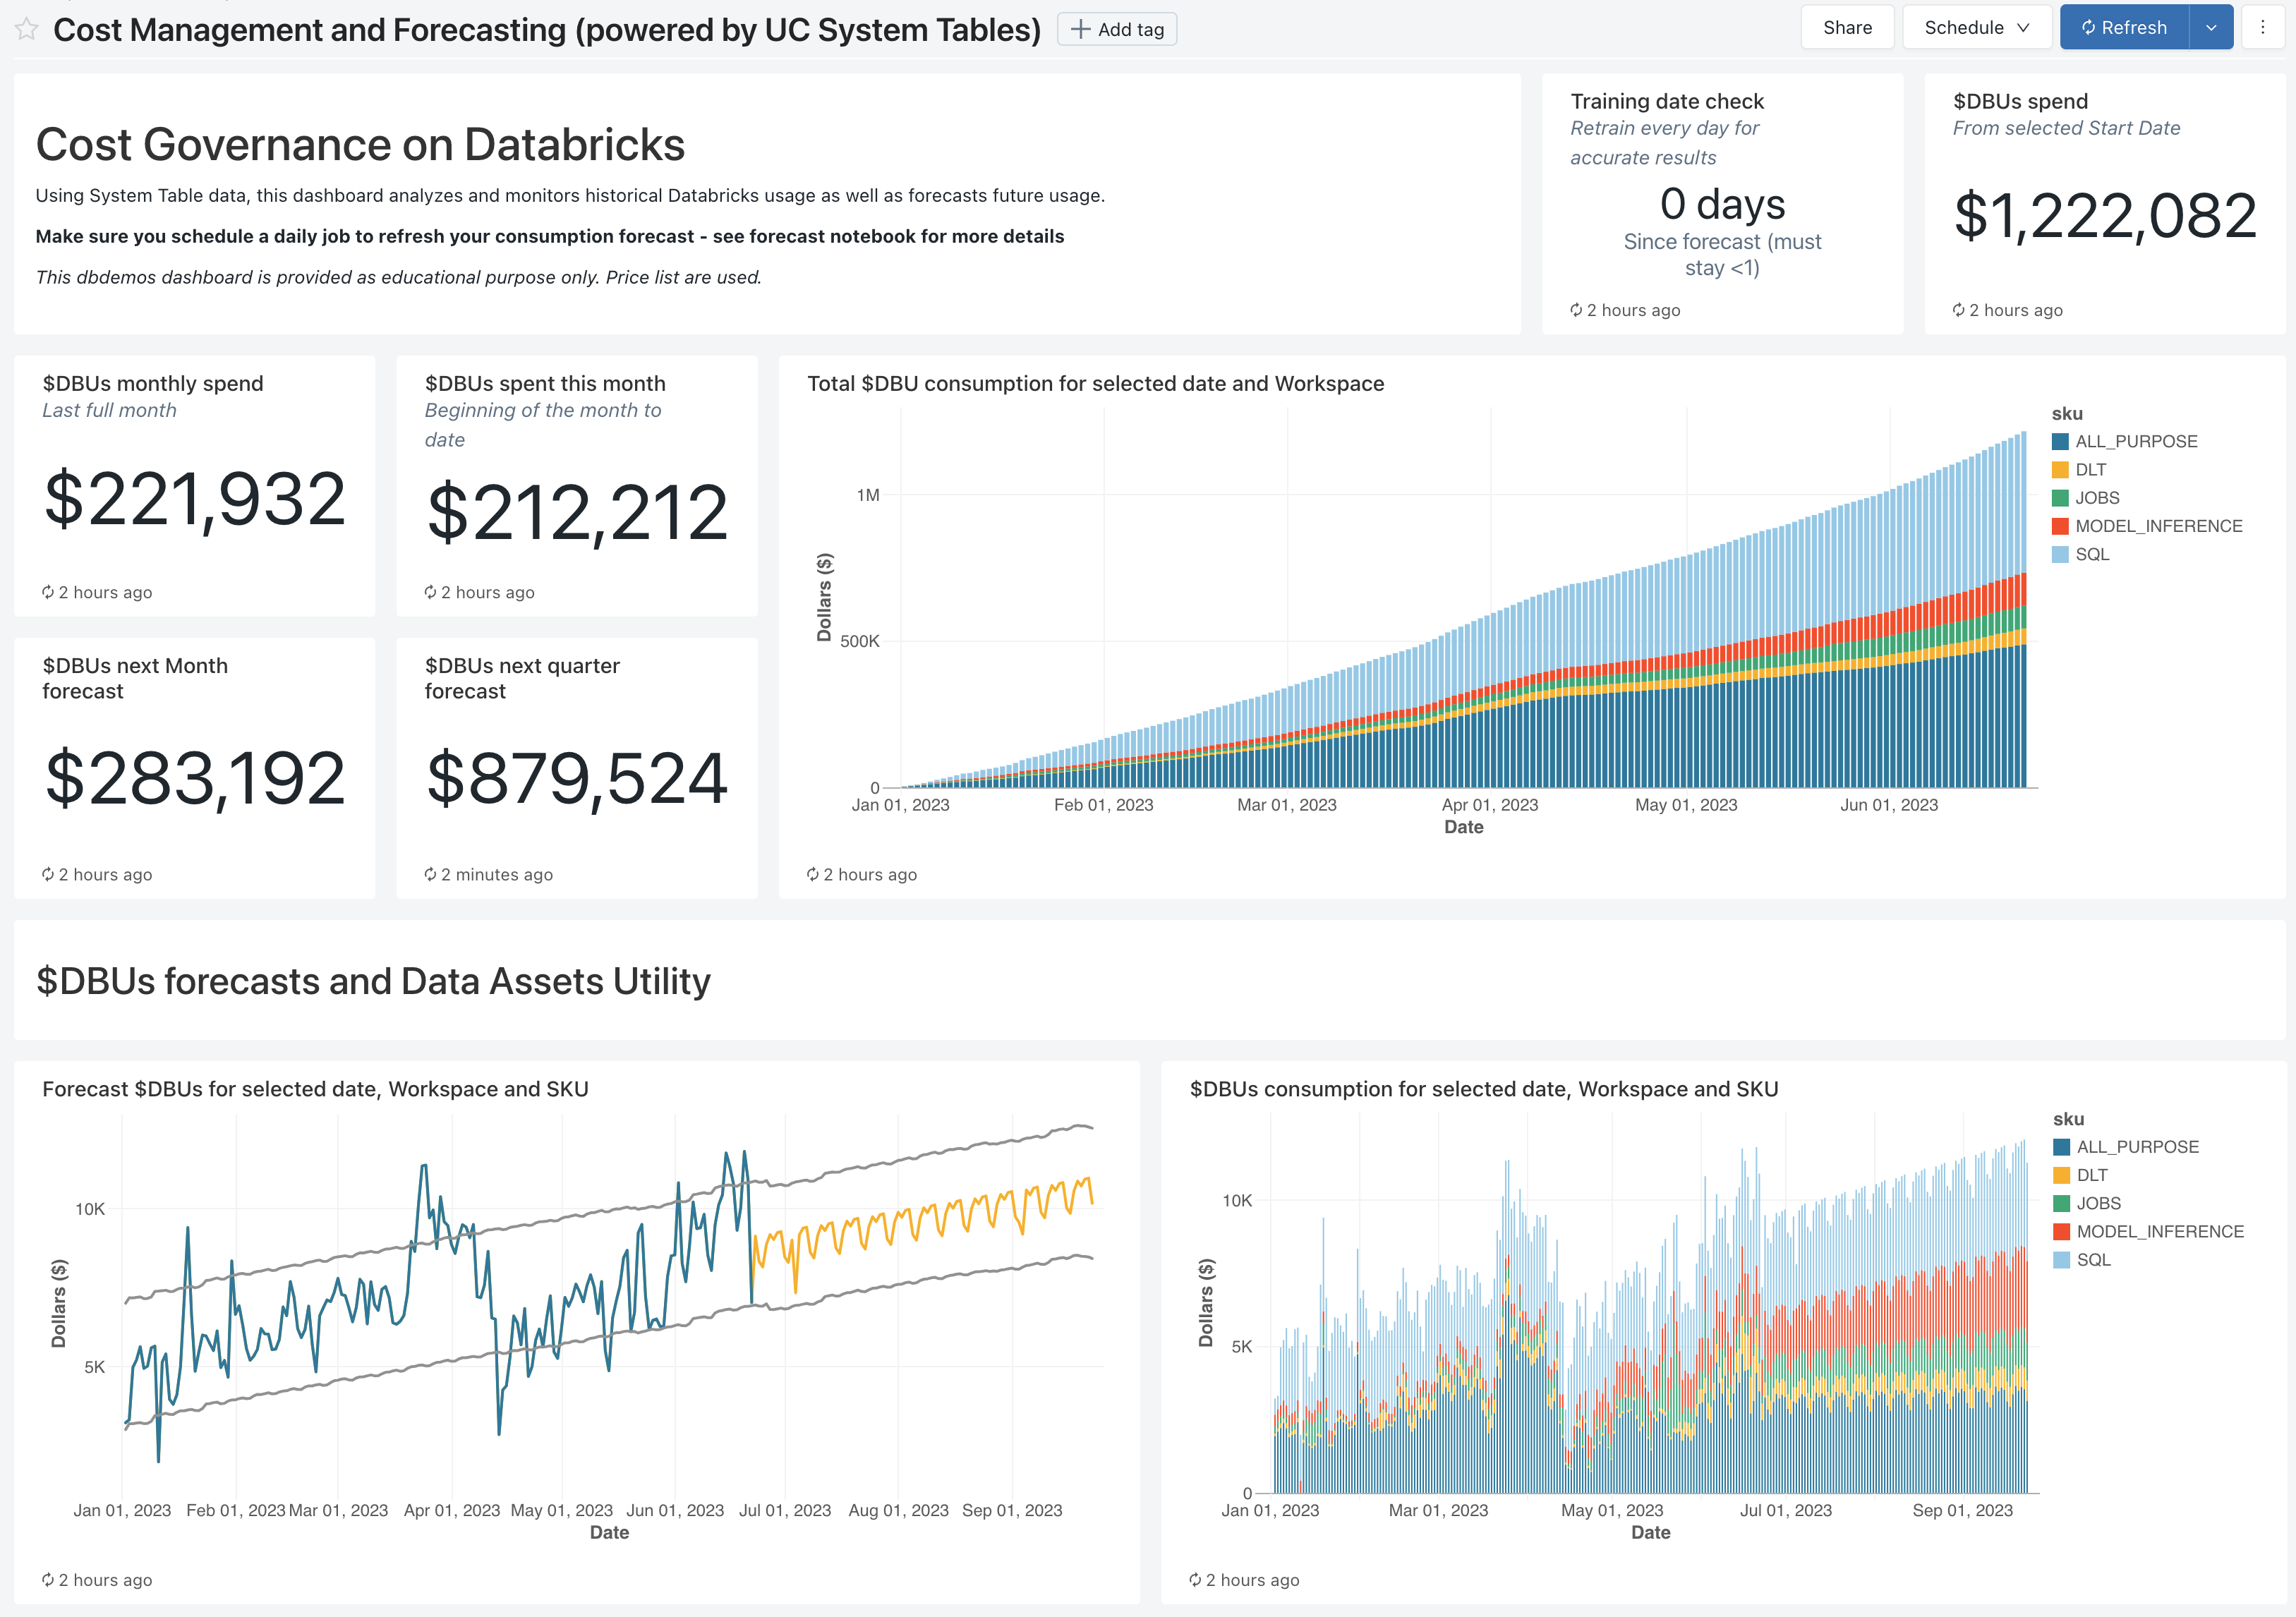 Cost Management and Forecasting (powered by UC System Tables)
Add tag
Share
Schedule
Refresh
Cost Governance on Databricks
Using System Table data, this dashboard analyzes and monitors historical Databricks usage as well as forecasts future usage.
Make sure you schedule a daily job to refresh your consumption forecast - see forecast notebook for more details
This dbdemos dashboard is provided as educational purpose only. Price list are used.
Training date check
Retrain every day for
accurate results
0 days
Since forecast (must
stay <1)
2 hours ago
$DBUs spend
From selected Start Date
$1,222,082
2 hours ago
$DBUs monthly spend
Last full month
$221,932
2 hours ago
$DBUs spent this month
Beginning of the month to
date
$212,212
2 hours ago
$DBUs next Month
forecast
$283,192
2 hours ago
$DBUs next quarter
forecast
$879,524
2 minutes ago
Total $DBU consumption for selected date and Workspace
Dollars ($)
1M
500K
0
Jan 01, 2023
Feb 01, 2023
Mar 01, 2023
Apr 01, 2023
May 01, 2023
Jun 01, 2023
Date
sku
ALL_PURPOSE
DLT
JOBS
MODEL_INFERENCE
SQL
2 hours ago
$DBUs forecasts and Data Assets Utility
Forecast $DBUs for selected date, Workspace and SKU
Dollars ($)
10K
5K
Jan 01, 2023
Feb 01, 2023
Mar 01, 2023
Apr 01, 2023
May 01, 2023
Jun 01, 2023
Jul 01, 2023
Aug 01, 2023
Sep 01, 2023
Date
2 hours ago
$DBUs consumption for selected date, Workspace and SKU
Dollars ($)
10K
5K
0
Jan 01, 2023
Mar 01, 2023
May 01, 2023
Jul 01, 2023
Sep 01, 2023
Date
sku
ALL_PURPOSE
DLT
JOBS
MODEL_INFERENCE
SQL
2 hours ago